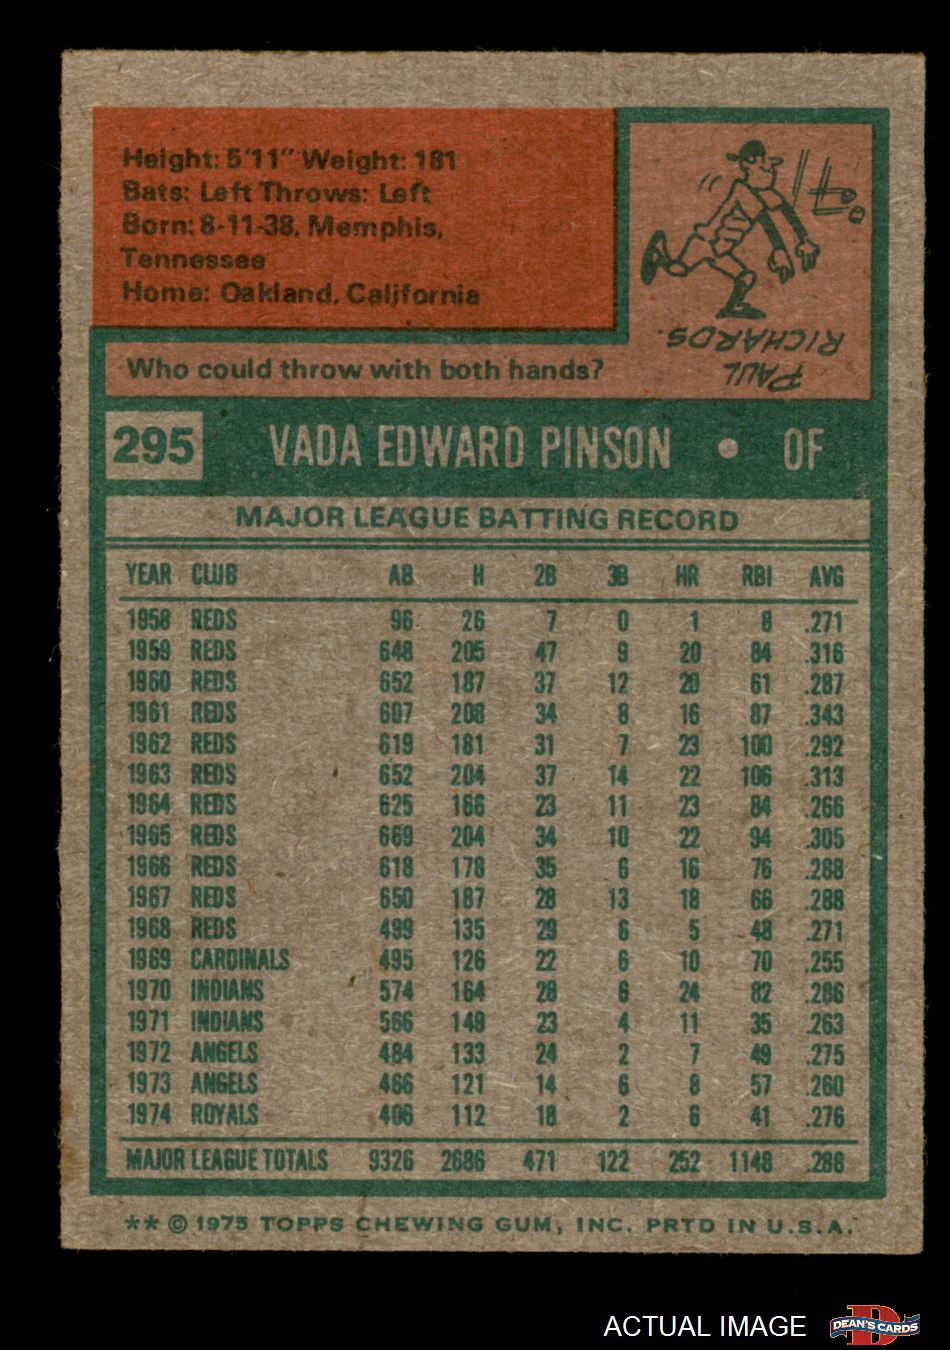 Height: 5'11" Weight: 181
Bats: Left Throws: Left
Born: 8-11-38, Memphis,
Tennessee
Home: Oakland, California
Who could throw with both hands?
PAUL
RICHARDS.
295 VADA EDWARD PINSON • OF
MAJOR LEAGUE BATTING RECORD
YEAR CLUB AB H 2B 3B HR RBI AVG
1958 REDS 96 26 7 0 1 8 .271
1959 REDS 648 205 47 9 20 84 .316
1960 REDS 652 187 37 12 20 61 .287
1961 REDS 607 208 34 8 16 87 .343
1962 REDS 619 181 31 7 23 100 .292
1963 REDS 652 204 37 14 22 106 .313
1964 REDS 625 166 23 11 23 84 .266
1965 REDS 669 204 34 10 22 94 .305
1966 REDS 618 178 35 6 16 76 .288
1967 REDS 650 187 28 13 18 66 .288
1968 REDS 499 135 29 6 5 48 .271
1969 CARDINALS 495 126 22 6 10 70 .255
1970 INDIANS 574 164 28 6 24 82 .286
1971 INDIANS 566 149 23 4 11 35 .263
1972 ANGELS 484 133 24 2 7 49 .275
1973 ANGELS 466 121 14 6 8 57 .260
1974 ROYALS 406 112 18 2 6 41 .276
MAJOR LEAGUE TOTALS 9326 2686 471 122 252 1148 .288
** © 1975 TOPPS CHEWING GUM, INC. PRTD IN U.S.A.
ACTUAL IMAGE
DEAN'S CARDS